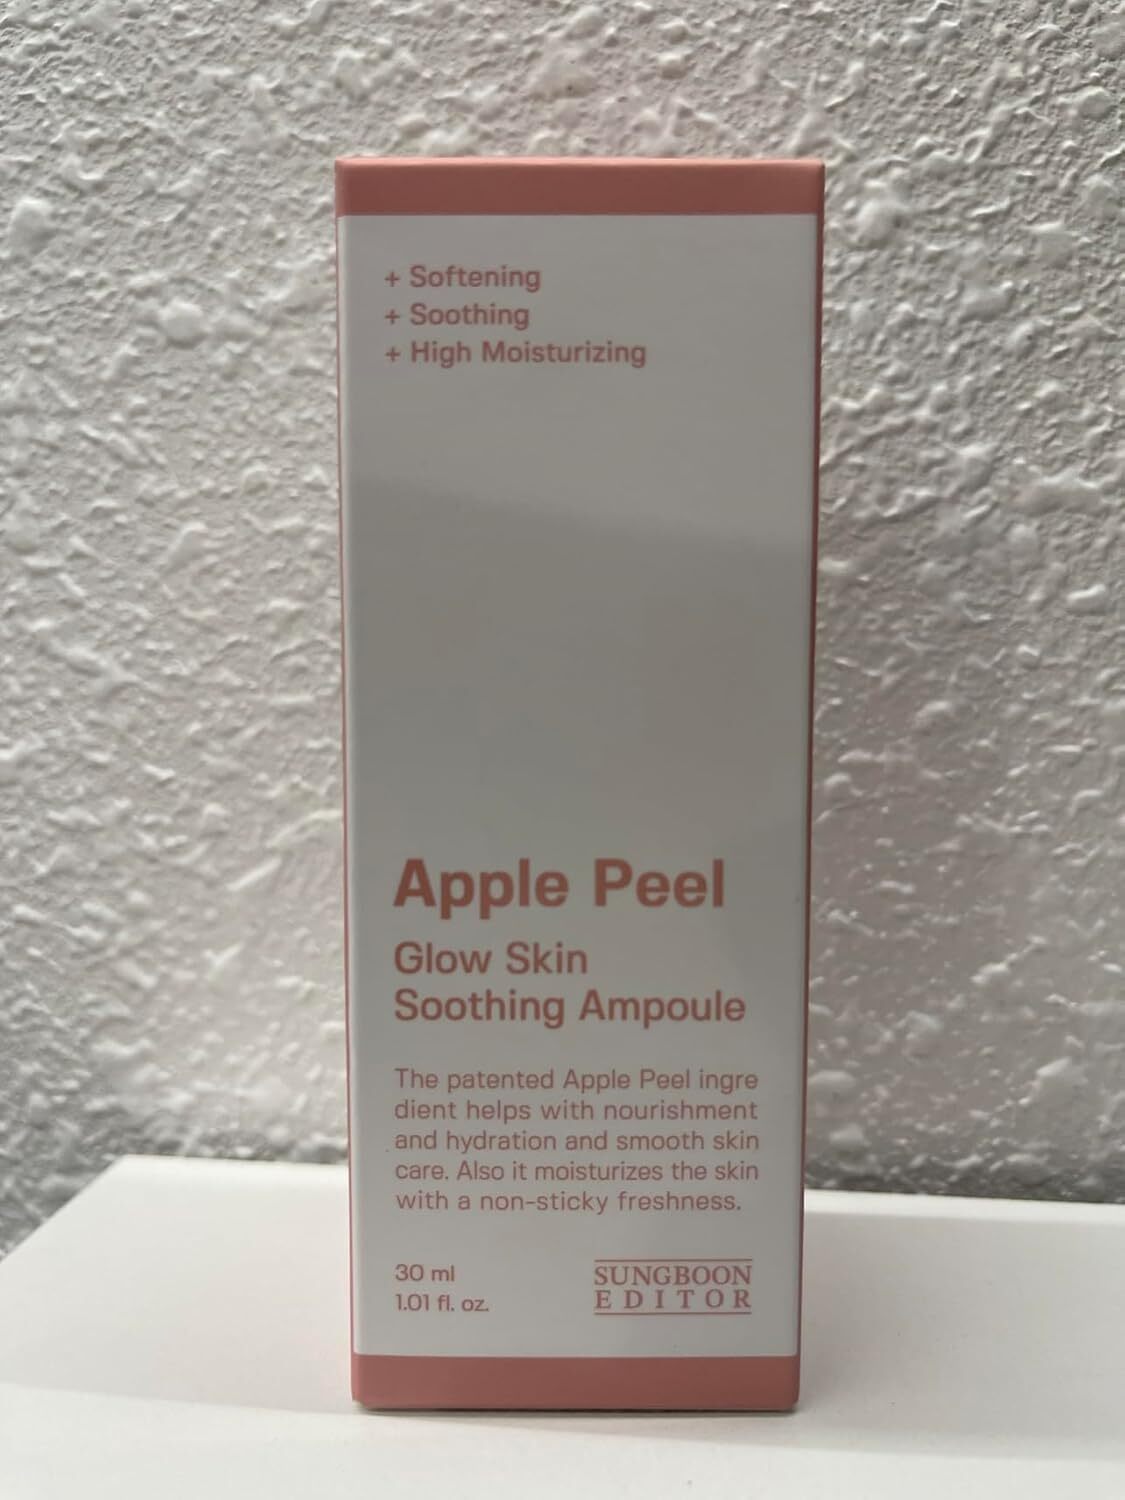 + Softening
+ Soothing
+ High Moisturizing
Apple Peel
Glow Skin
Soothing Ampoule
The patented Apple Peel ingre
dient helps with nourishment
and hydration and smooth skin
care. Also it moisturizes the skin
with a non-sticky freshness.
30 ml
1.01 fl. oz.
SUNGBOON
EDITOR